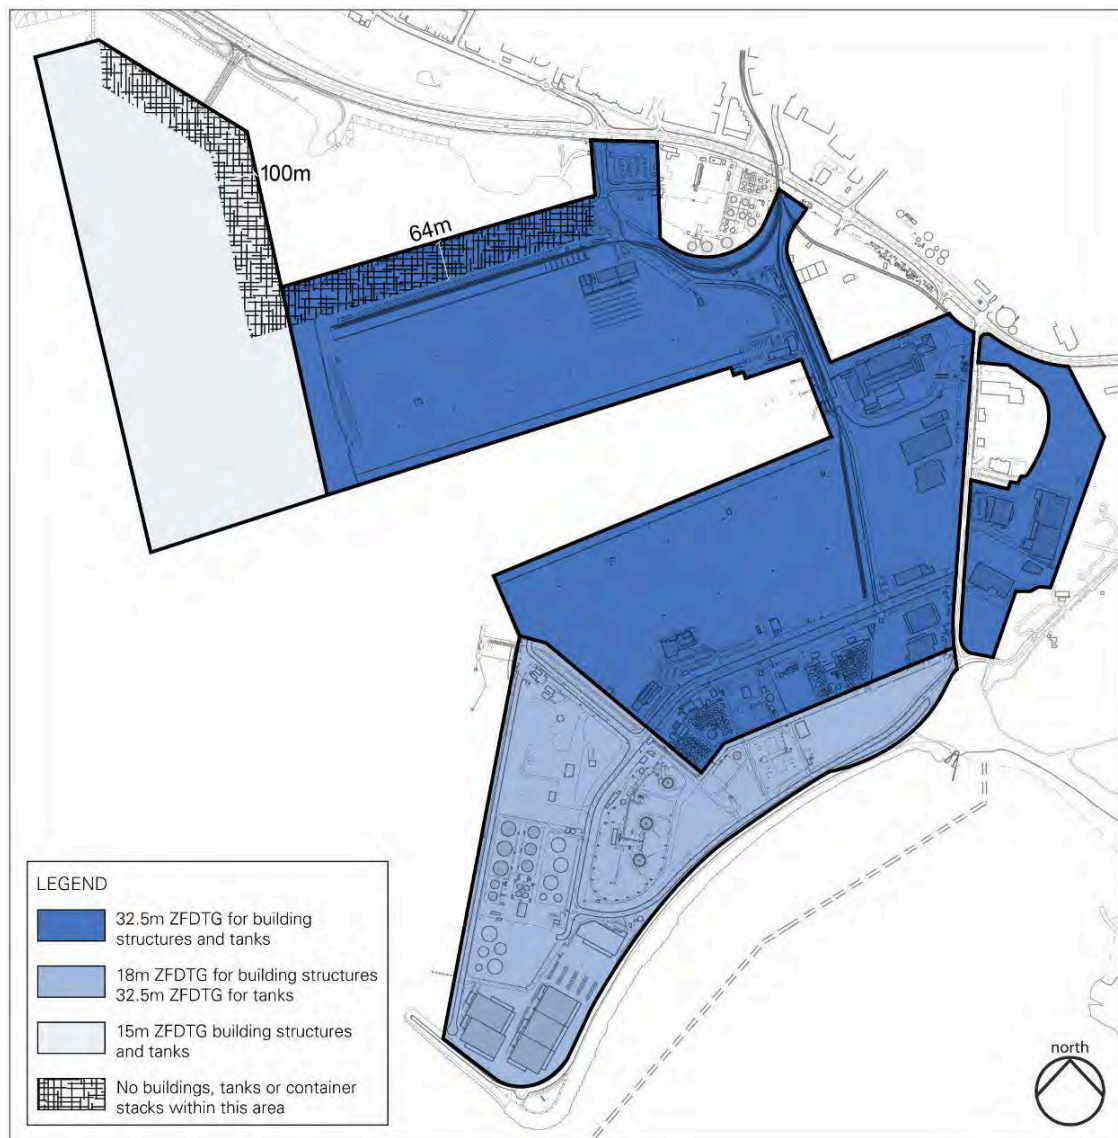 100m
64m
LEGEND
32.5m ZFDTG for building
structures and tanks
18m ZFDTG for building structures
32.5m ZFDTG for tanks
15m ZFDTG building structures
and tanks
No buildings, tanks or container
stacks within this area
north